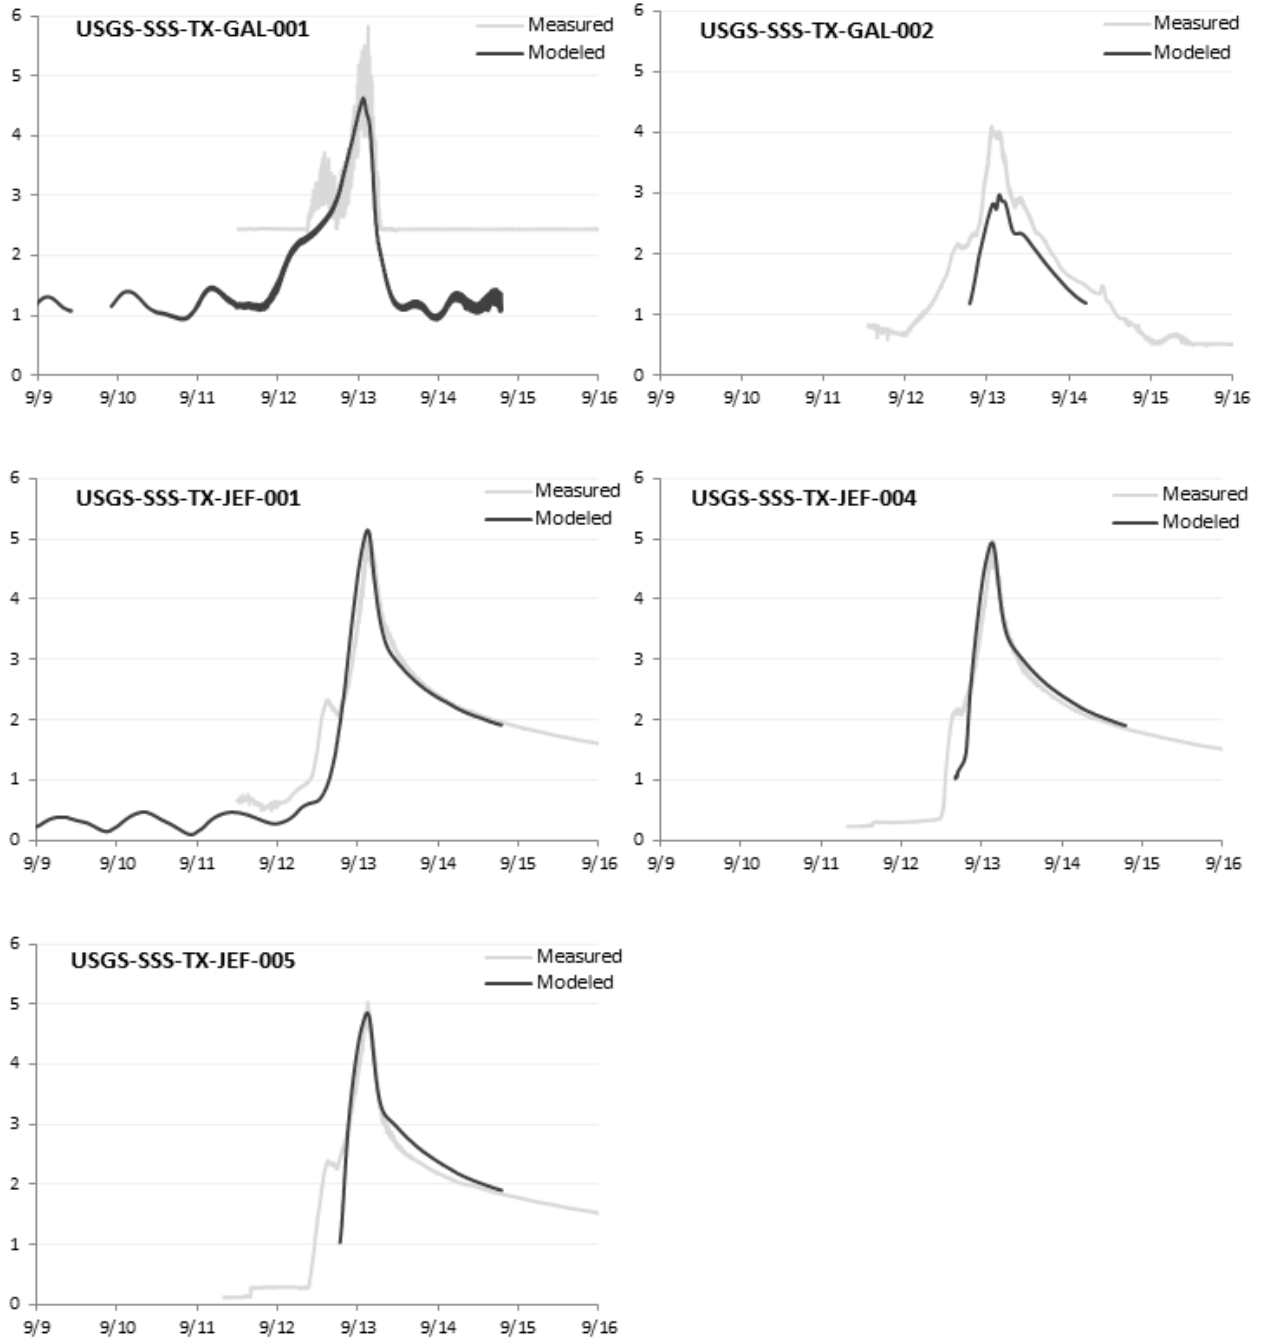 USGS-SSS-TX-GAL-001
Measured
Modeled
6
5
4
3
2
1
0
9/9 9/10 9/11 9/12 9/13 9/14 9/15 9/16
USGS-SSS-TX-GAL-002
Measured
Modeled
6
5
4
3
2
1
0
9/9 9/10 9/11 9/12 9/13 9/14 9/15 9/16
USGS-SSS-TX-JEF-001
Measured
Modeled
6
5
4
3
2
1
0
9/9 9/10 9/11 9/12 9/13 9/14 9/15 9/16
USGS-SSS-TX-JEF-004
Measured
Modeled
6
5
4
3
2
1
0
9/9 9/10 9/11 9/12 9/13 9/14 9/15 9/16
USGS-SSS-TX-JEF-005
Measured
Modeled
6
5
4
3
2
1
0
9/9 9/10 9/11 9/12 9/13 9/14 9/15 9/16